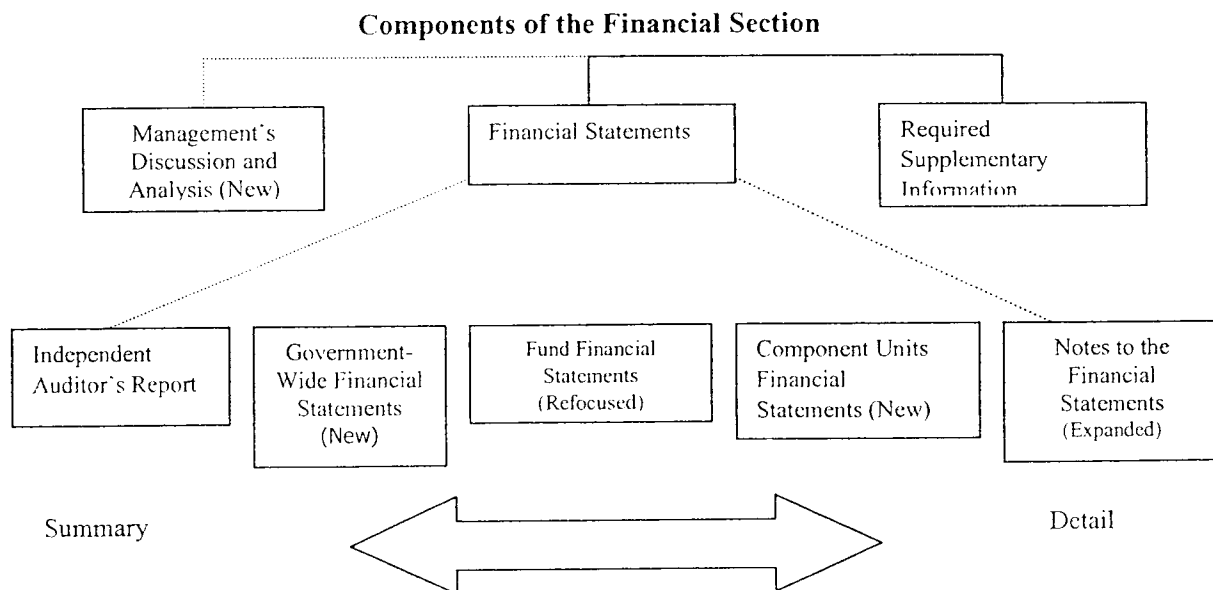 Components of the Financial Section
Management's
Discussion and
Analysis (New)
Financial Statements
Required
Supplementary
Information
Independent
Auditor's Report
Government-
Wide Financial
Statements
(New)
Fund Financial
Statements
(Refocused)
Component Units
Financial
Statements (New)
Notes to the
Financial
Statements
(Expanded)
Summary
Detail